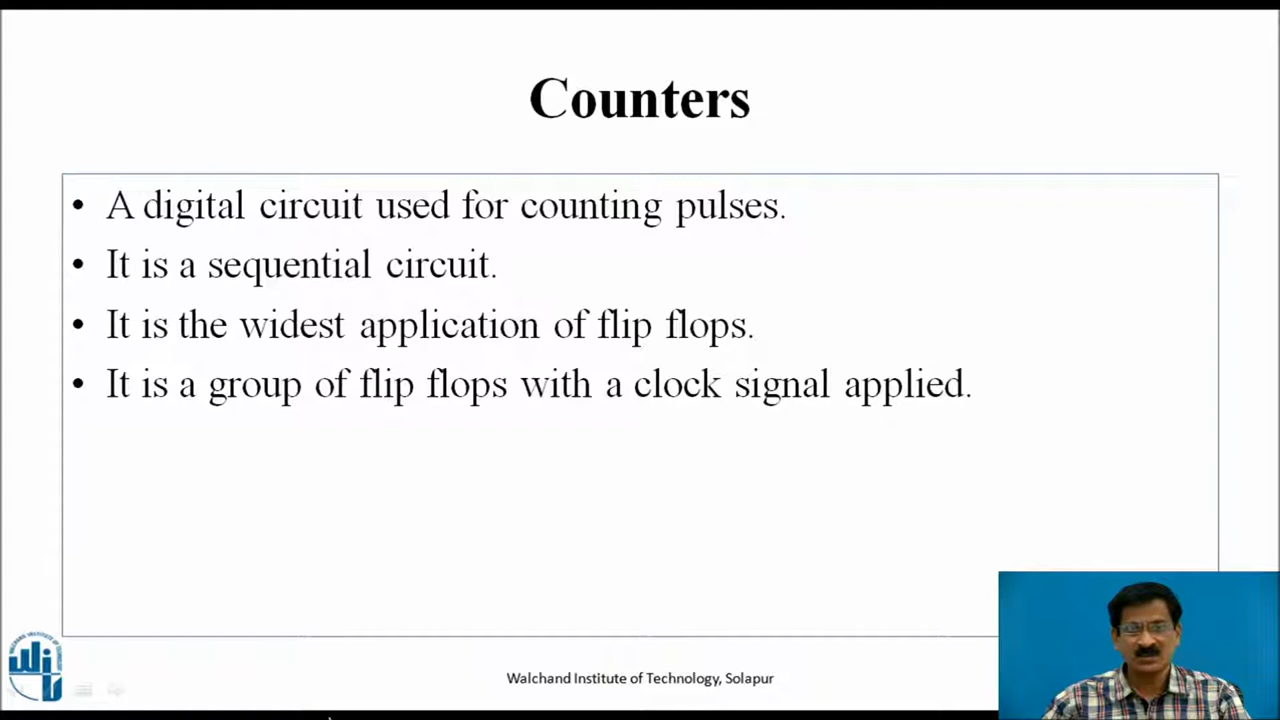 Counters
• A digital circuit used for counting pulses.
• It is a sequential circuit.
• It is the widest application of flip flops.
• It is a group of flip flops with a clock signal applied.
Walchand Institute of Technology, Solapur